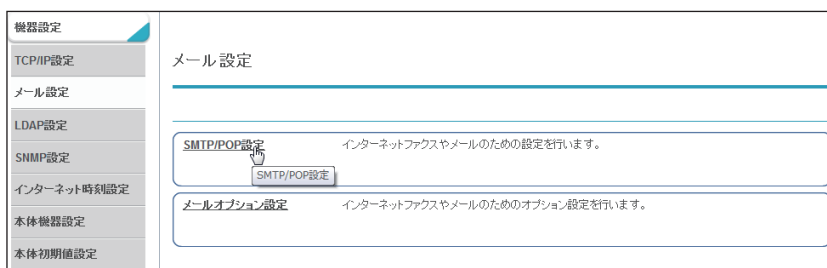 機器設定
TCP/IP設定
メール設定
LDAP設定
SNMP設定
インターネット時刻設定
本体機器設定
本体初期値設定
メール設定
SMTP/POP設定 インターネットファクスやメールのための設定を行います。
SMTP/POP設定
メールオプション設定 インターネットファクスやメールのためのオプション設定を行います。